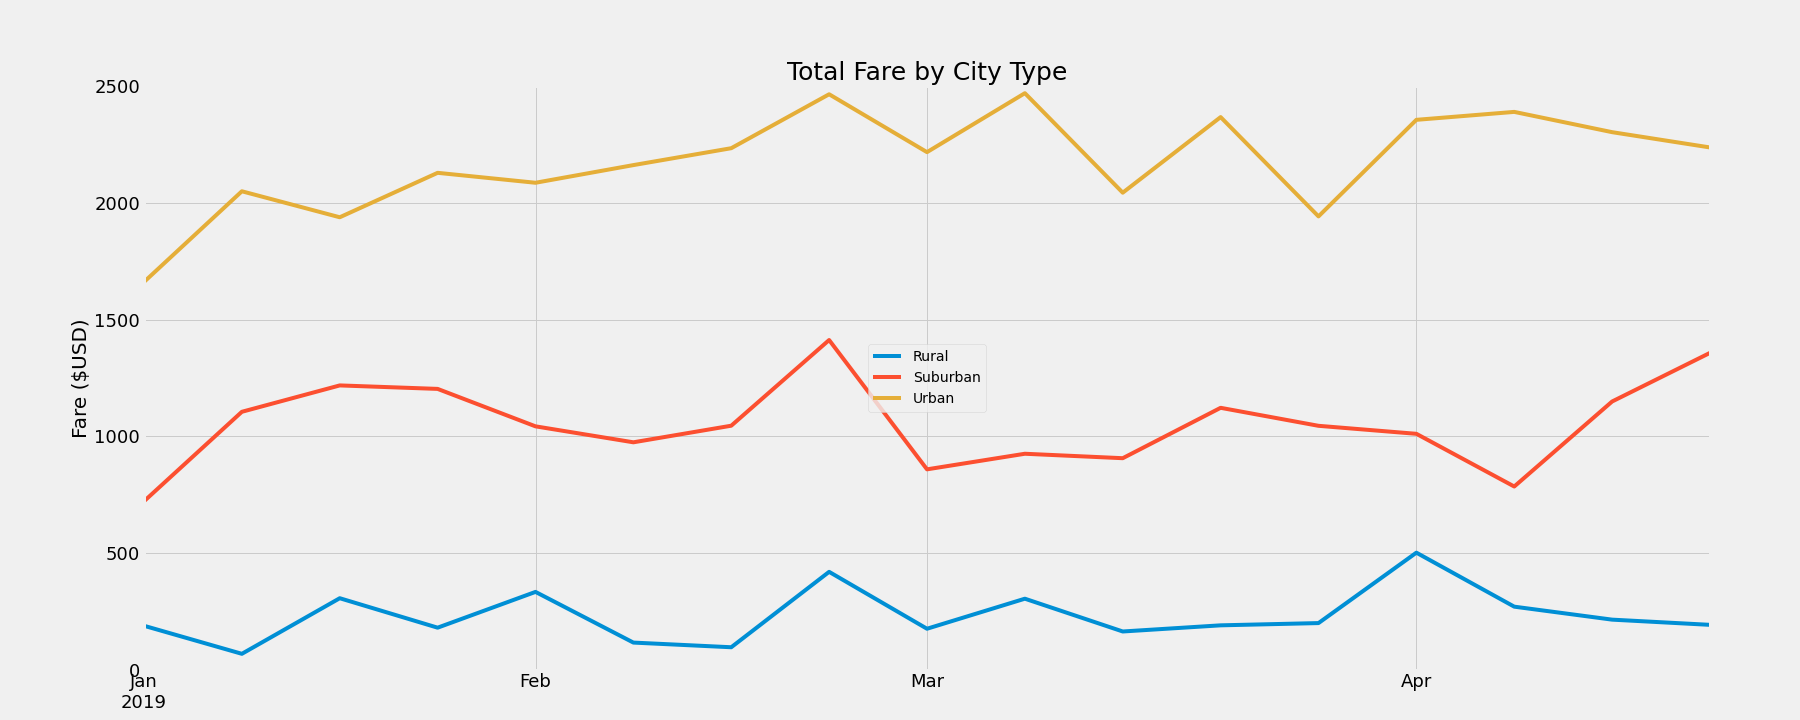 Total Fare by City Type
Fare ($USD)
2500
2000
1500
1000
500
0
Rural
Suburban
Urban
Jan
2019
Feb
Mar
Apr